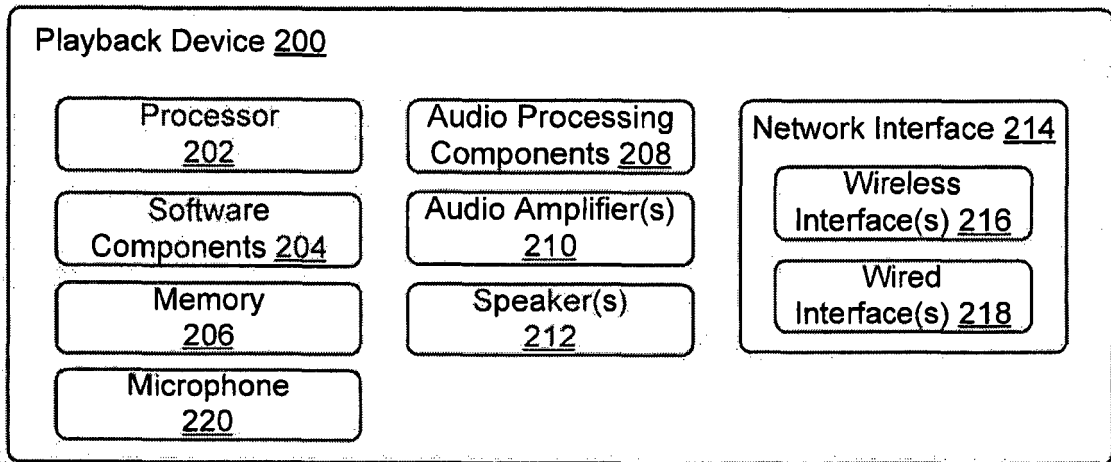 Playback Device 200
Processor
202
Software
Components 204
Memory
206
Microphone
220
Audio Processing
Components 208
Audio Amplifier(s)
210
Speaker(s)
212
Network Interface 214
Wireless
Interface(s) 216
Wired
Interface(s) 218